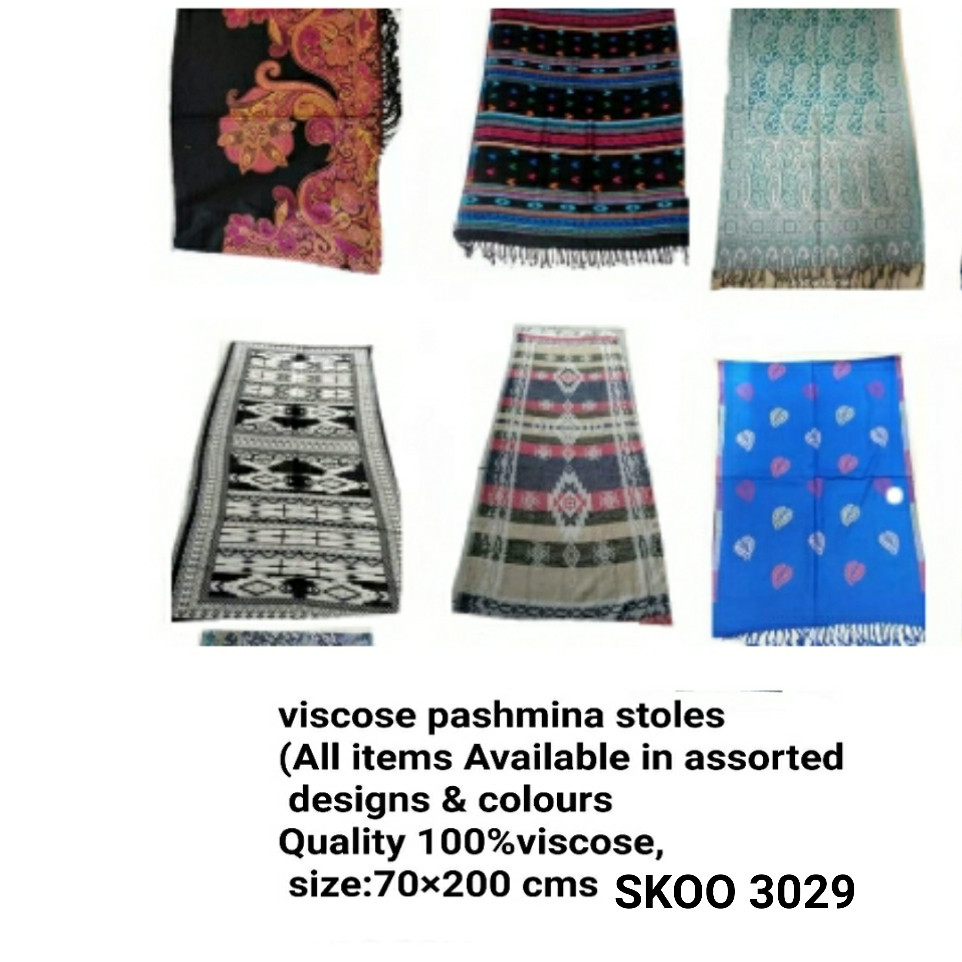 viscose pashmina stoles
(All items Available in assorted
designs & colours
Quality 100%viscose,
size:70×200 cms SKOO 3029